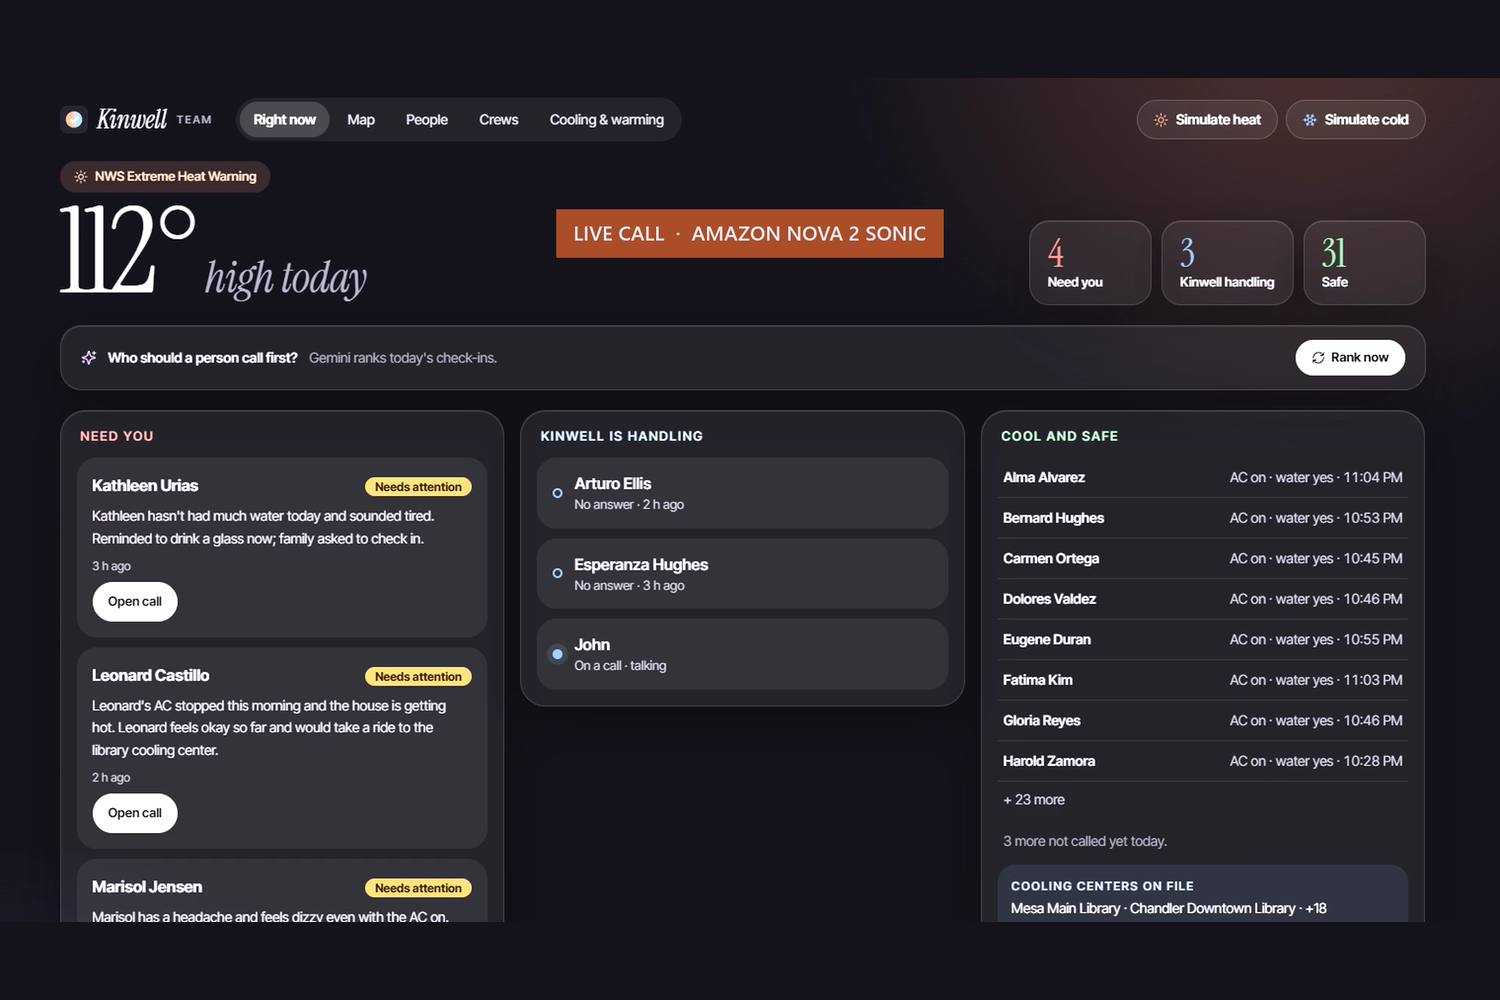 Kinwell TEAM
Right now
Map
People
Crews
Cooling & warming
Simulate heat
Simulate cold
NWS Extreme Heat Warning
112° high today
LIVE CALL · AMAZON NOVA 2 SONIC
4
Need you
3
Kinwell handling
31
Safe
Who should a person call first? Gemini ranks today's check-ins.
Rank now
NEED YOU
Kathleen Urias
Needs attention
Kathleen hasn't had much water today and sounded tired.
Reminded to drink a glass now; family asked to check in.
3 h ago
Open call
Leonard Castillo
Needs attention
Leonard's AC stopped this morning and the house is getting
hot. Leonard feels okay so far and would take a ride to the
library cooling center.
2 h ago
Open call
Marisol Jensen
Needs attention
Marisol has a headache and feels dizzy even with the AC on.
KINWELL IS HANDLING
Arturo Ellis
No answer · 2 h ago
Esperanza Hughes
No answer · 3 h ago
John
On a call · talking
COOL AND SAFE
Alma Alvarez AC on · water yes · 11:04 PM
Bernard Hughes AC on · water yes · 10:53 PM
Carmen Ortega AC on · water yes · 10:45 PM
Dolores Valdez AC on · water yes · 10:46 PM
Eugene Duran AC on · water yes · 10:55 PM
Fatima Kim AC on · water yes · 11:03 PM
Gloria Reyes AC on · water yes · 10:46 PM
Harold Zamora AC on · water yes · 10:28 PM
+ 23 more
3 more not called yet today.
COOLING CENTERS ON FILE
Mesa Main Library · Chandler Downtown Library · +18